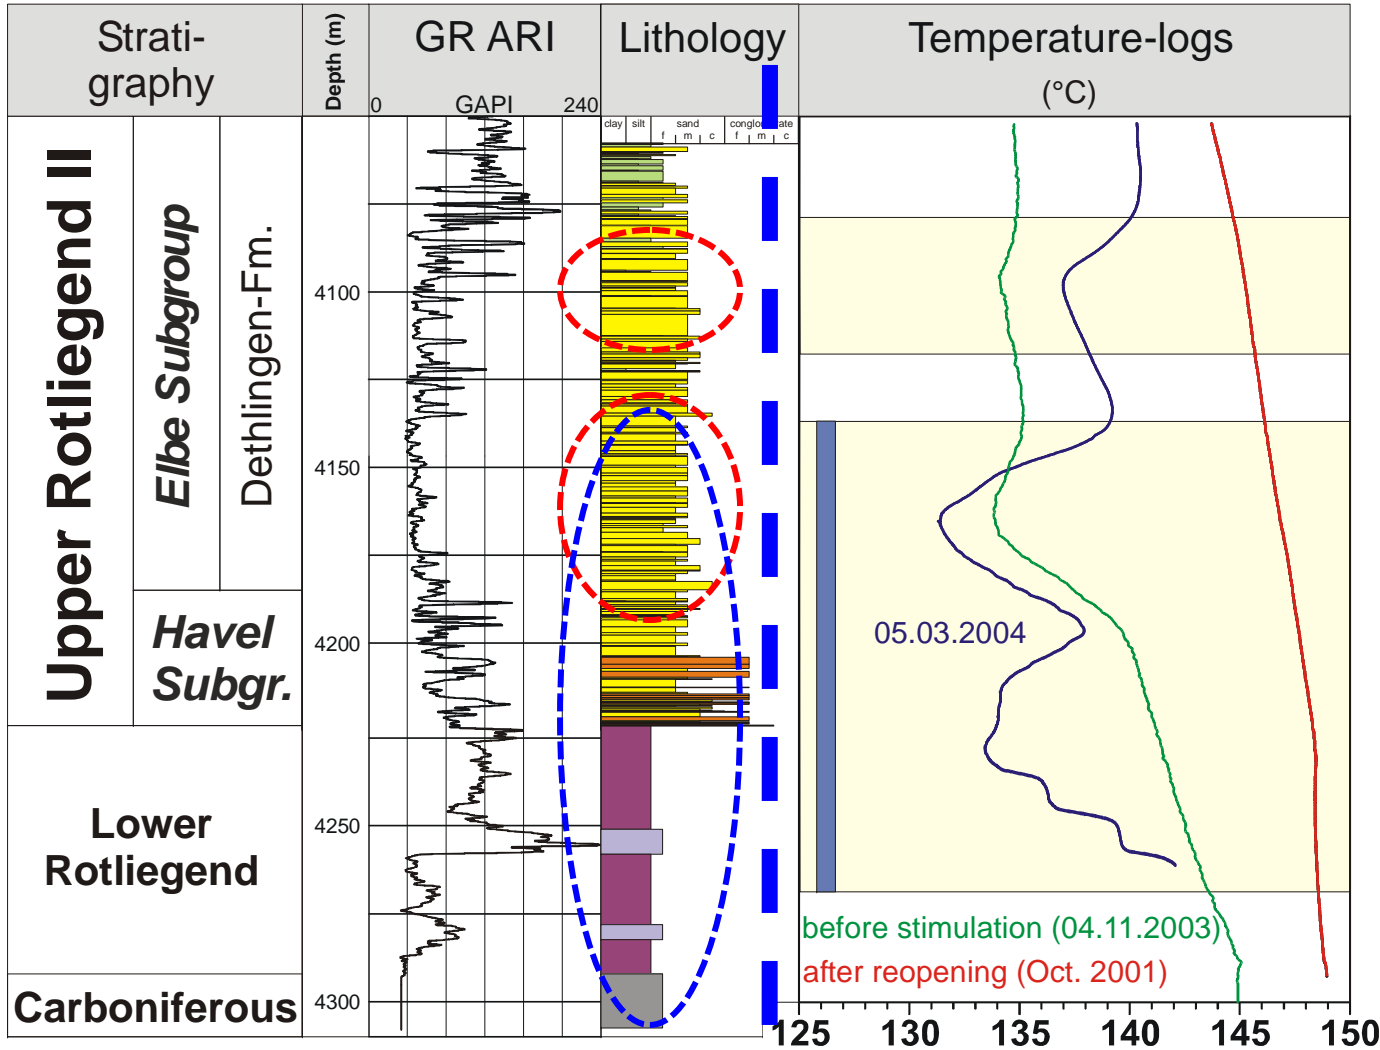 Strati-
graphy
Depth (m)
GR ARI
0 GAPI 240
Lithology
Temperature-logs
(°C)
clay silt sand
f m c
f m c
Upper Rotliegend II
Elbe Subgroup
Dethlingen-Fm.
Havel
Subgr.
Lower
Rotliegend
Carboniferous
4100
4150
4200
4250
4300
05.03.2004
before stimulation (04.11.2003)
after reopening (Oct. 2001)
125 130 135 140 145 150